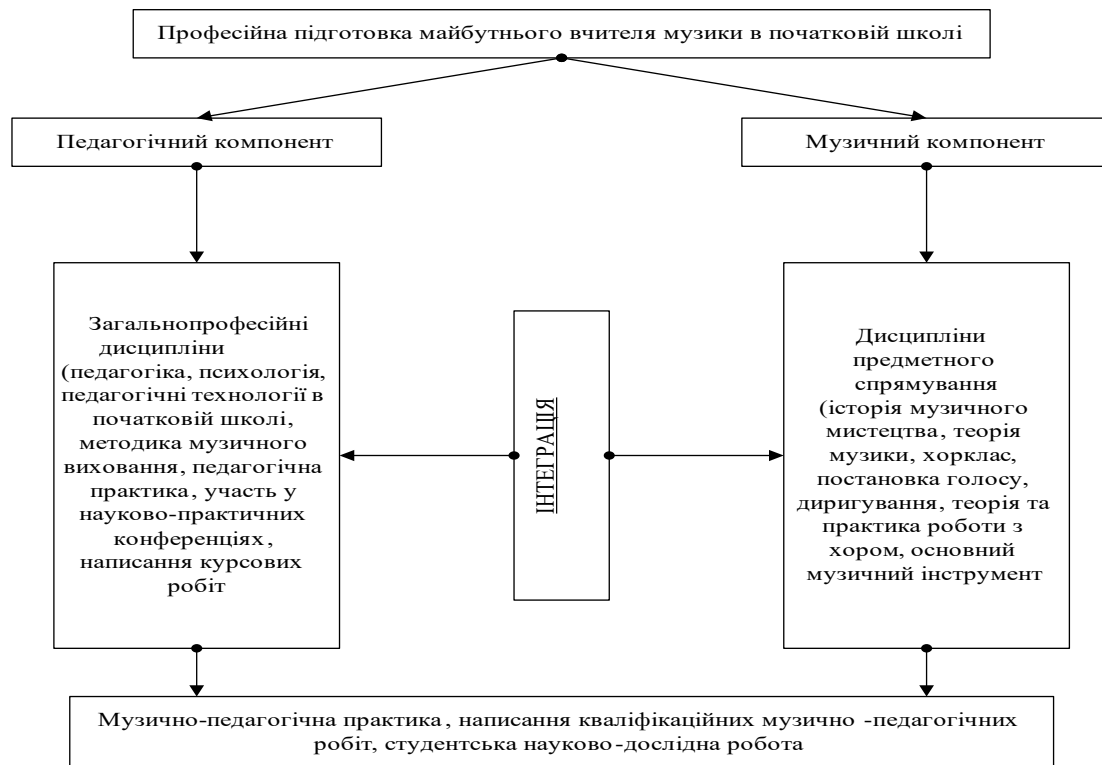 Професійна підготовка майбутнього вчителя музики в початковій школі
Педагогічний компонент
Музичний компонент
Загальнопрофесійні
дисципліни
(педагогіка, психологія,
педагогічні технології в
початковій школі,
методика музичного
виховання, педагогічна
практика, участь у
науково-практичних
конференціях,
написання курсових
робіт
ІНТЕГРАЦІЯ
Дисципліни
предметного
спрямування
(історія музичного
мистецтва, теорія
музики, хорклас,
постановка голосу,
диригування, теорія та
практика роботи з
хором, основний
музичний інструмент
Музично-педагогічна практика, написання кваліфікаційних музично -педагогічних
робіт, студентська науково-дослідна робота